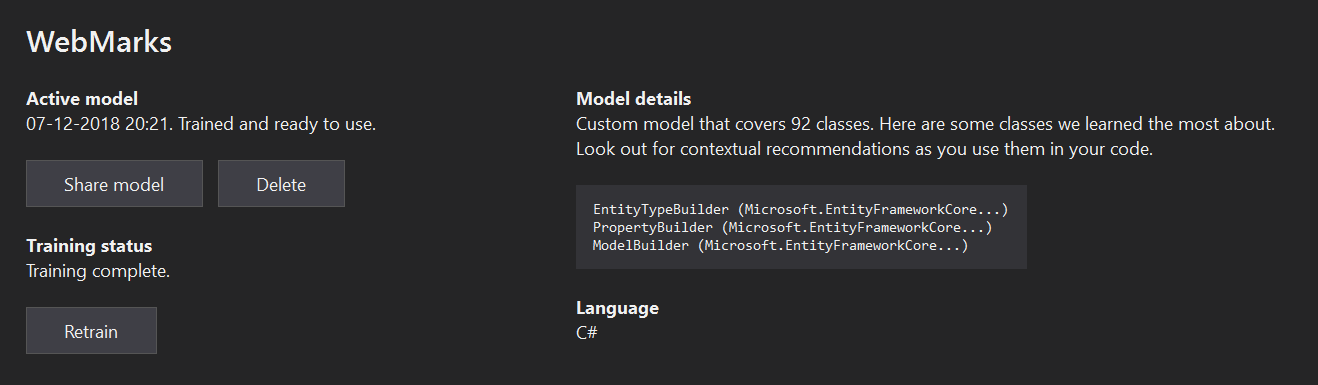 WebMarks
Active model
07-12-2018 20:21. Trained and ready to use.
Share model
Delete
Training status
Training complete.
Retrain
Model details
Custom model that covers 92 classes. Here are some classes we learned the most about.
Look out for contextual recommendations as you use them in your code.
EntityTypeBuilder (Microsoft.EntityFrameworkCore...)
PropertyBuilder (Microsoft.EntityFrameworkCore...)
ModelBuilder (Microsoft.EntityFrameworkCore...)
Language
C#